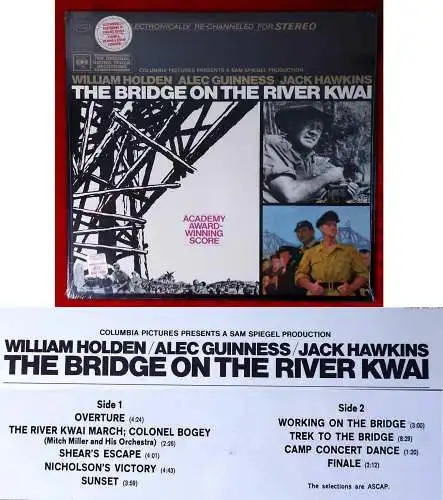 ELECTRONICALLY RE-CHANNELED FOR STEREO
COLUMBIA PICTURES PRESENTS A SAM SPIEGEL PRODUCTION
WILLIAM HOLDEN/ALEC GUINNESS/JACK HAWKINS
THE BRIDGE ON THE RIVER KWAI
ACADEMY
AWARD-
WINNING
SCORE
COLUMBIA PICTURES PRESENTS A SAM SPIEGEL PRODUCTION
WILLIAM HOLDEN/ALEC GUINNESS/JACK HAWKINS
THE BRIDGE ON THE RIVER KWAI
Side 1
OVERTURE (4:24)
THE RIVER KWAI MARCH; COLONEL BOGEY
(Mitch Miller and His Orchestra) (2:26)
SHEAR'S ESCAPE (4:01)
NICHOLSON'S VICTORY (4:43)
SUNSET (3:59)
Side 2
WORKING ON THE BRIDGE (3:00)
TREK TO THE BRIDGE (8:29)
CAMP CONCERT DANCE (1:20)
FINALE (2:12)
The selections are ASCAP.